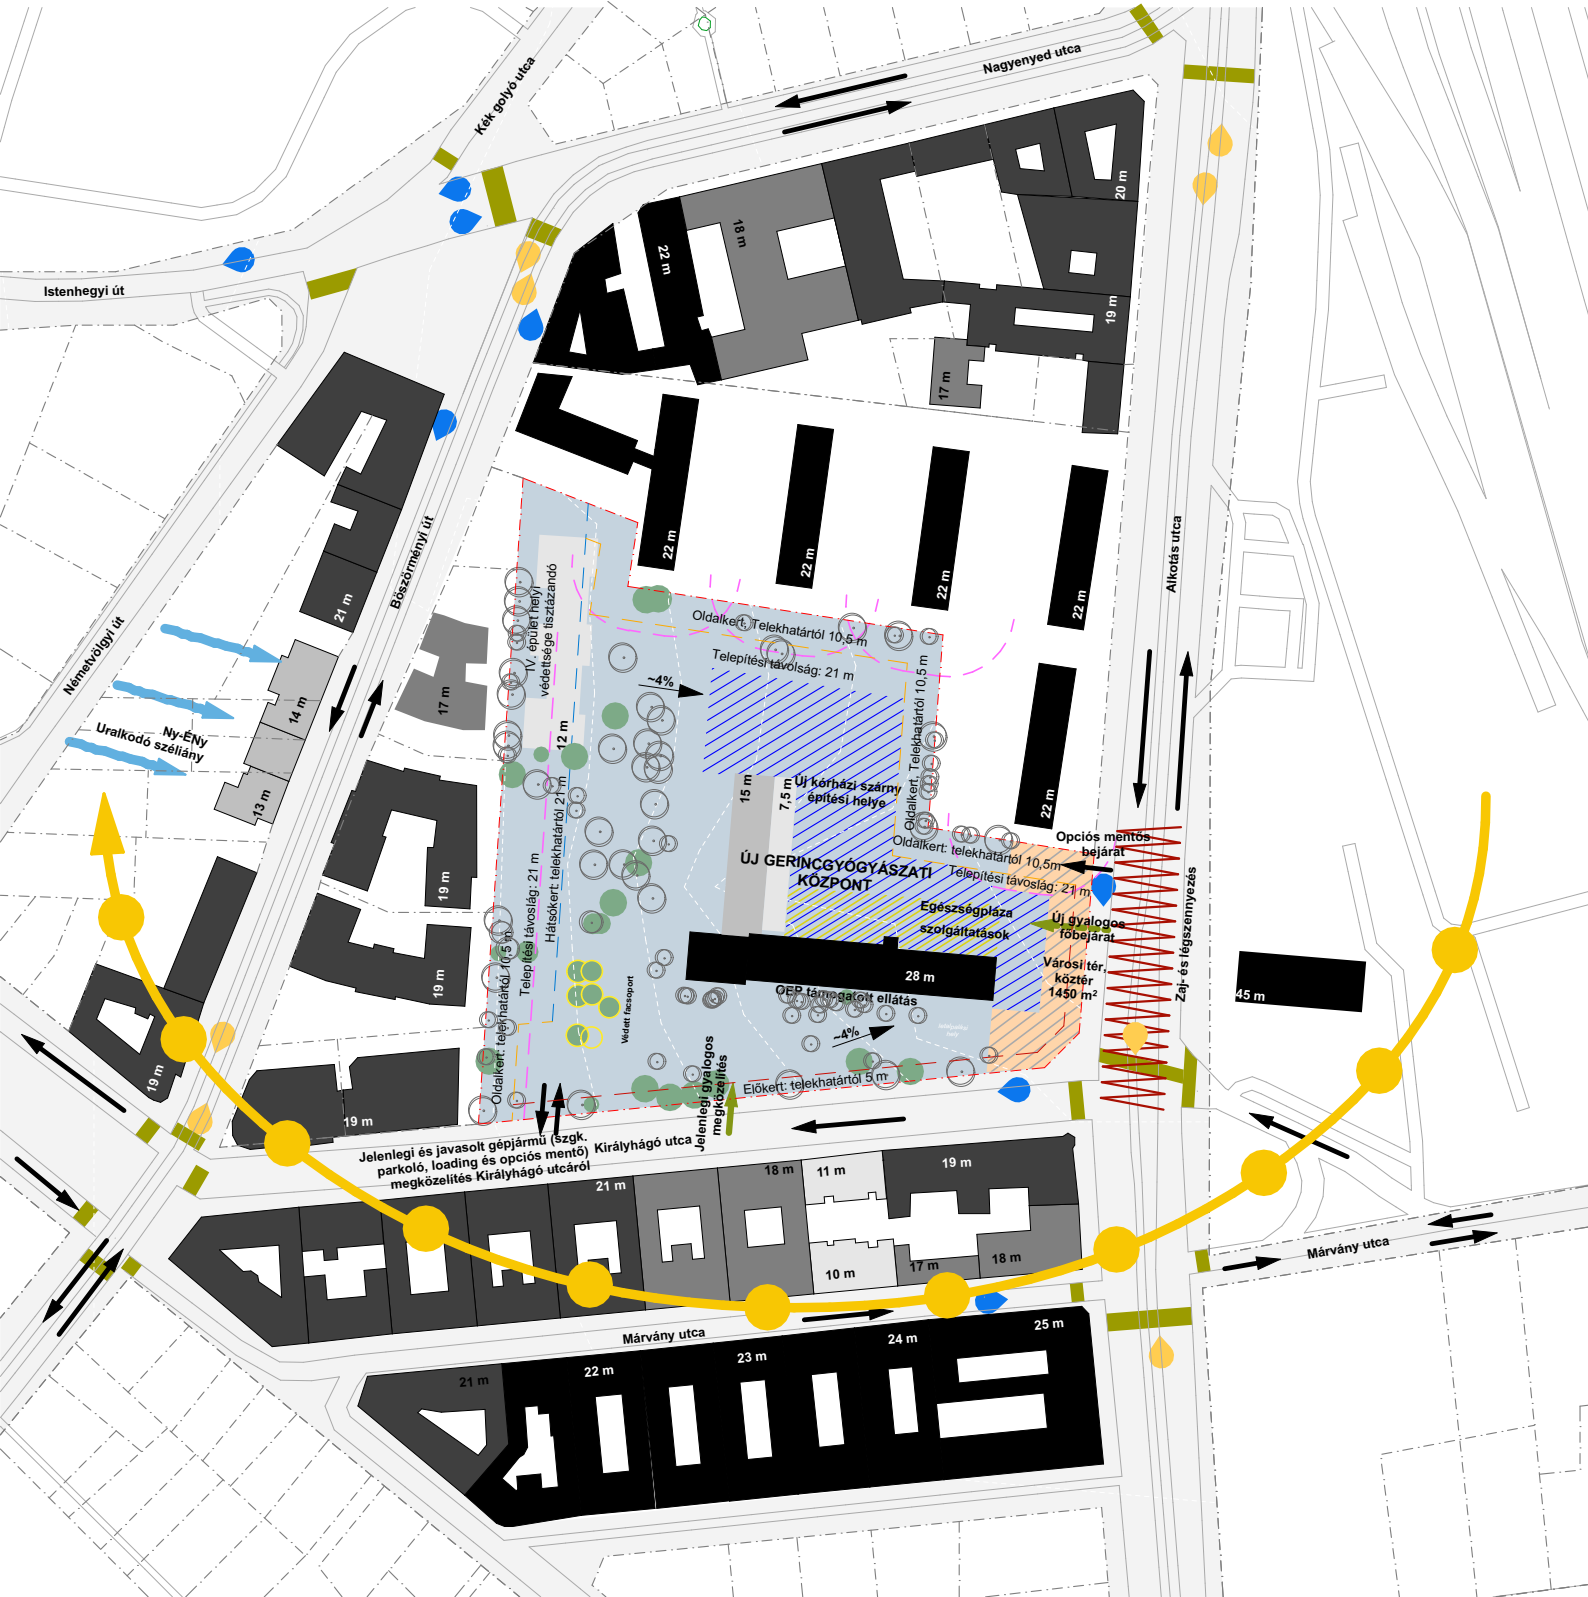 Nagyenyed utca
Kék golyó utca
20 m
22 m
18 m
Istenhegyi út
19 m
17 m
22 m
22 m
22 m
22 m
Alkotás utca
Böszörményi út
21 m
IV. épület helyi
védettsége tisztázandó
Oldalkert, Telekhatártól 10,5 m
Telepítési távolság: 21 m
Oldalkert, Telekhatártól 10,5 m
Németvölgyi út
17 m
14 m
~4%
Ny-ÉNy
Uralkodó széliány
12 m
22 m
13 m
15 m
7,5 m
Új kórházi szárny
építési helye
Opciós mentős
bejárat
Oldalkert: telekhatártól 10,5m
Telepítési távoslág: 21 m
ÚJ GERINCGYÓGYÁSZATI
KÖZPONT
19 m
Telepítési távoslág: 21 m
Hátsókert: telekhatártól 21 m
Egészségpláza
szolgáltatások
Új gyalogos
főbejárat
Zaj- és légszennyezés
Városi tér,
köztér
1450 m²
28 m
OEP támogatott ellátás
45 m
19 m
Oldalkert: telekhatártól 10,5 m
Védett facsoport
~4%
19 m
Előkert: telekhatártól 5 m
Jelenlegi gyalogos
megközelítés
19 m
Jelenlegi és javasolt gépjármű (szgk.
parkoló, loading és opciós mentő)
megközelítés Királyhágó utcáról
Királyhágó utca
21 m
18 m
11 m
19 m
10 m
17 m
18 m
Márvány utca
Márvány utca
21 m
22 m
23 m
24 m
25 m